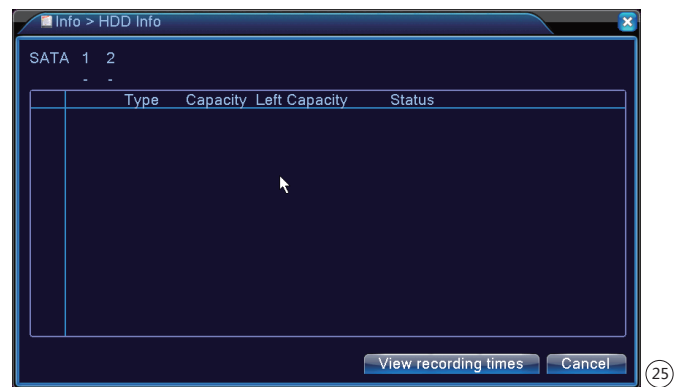 Info > HDD Info
SATA 1 2
- -
Type Capacity Left Capacity Status
View recording times Cancel
25